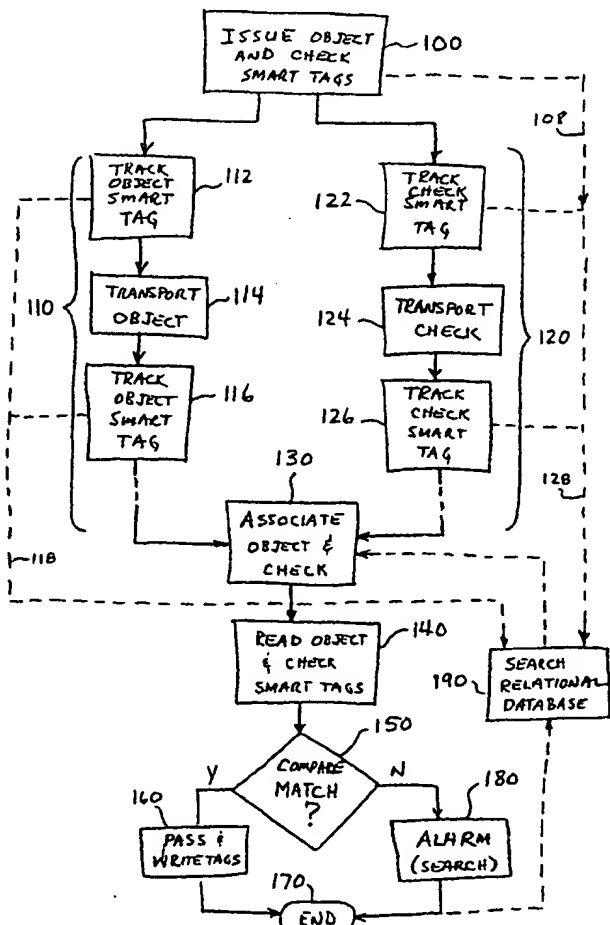 ISSUE OBJECT
AND CHECK
SMART TAGS
100
108
TRACK
OBJECT
SMART
TAG
112
122
TRACK
CHECK
SMART
TAG
110
TRANSPORT
OBJECT
114
124
TRANSPORT
CHECK
120
TRACK
OBJECT
SMART
TAG
116
126
TRACK
CHECK
SMART
TAG
128
118
130
ASSOCIATE
OBJECT &
CHECK
READ OBJECT
& CHECK
SMART TAGS
140
190
SEARCH
RELATIONAL
DATABASE
150
Y
COMPARE
MATCH
?
N
160
PASS &
WRITE TAGS
180
ALARM
(SEARCH)
170
END